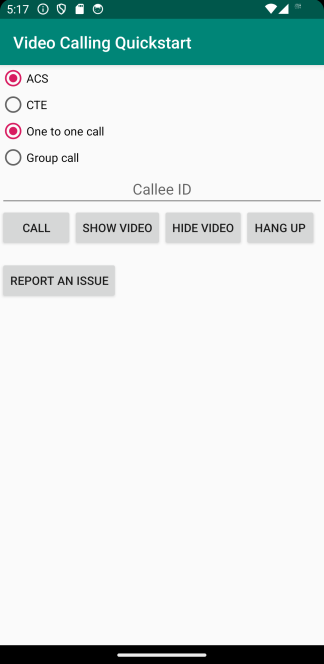 5:17
Video Calling Quickstart
ACS
CTE
One to one call
Group call
Callee ID
CALL SHOW VIDEO HIDE VIDEO HANG UP
REPORT AN ISSUE